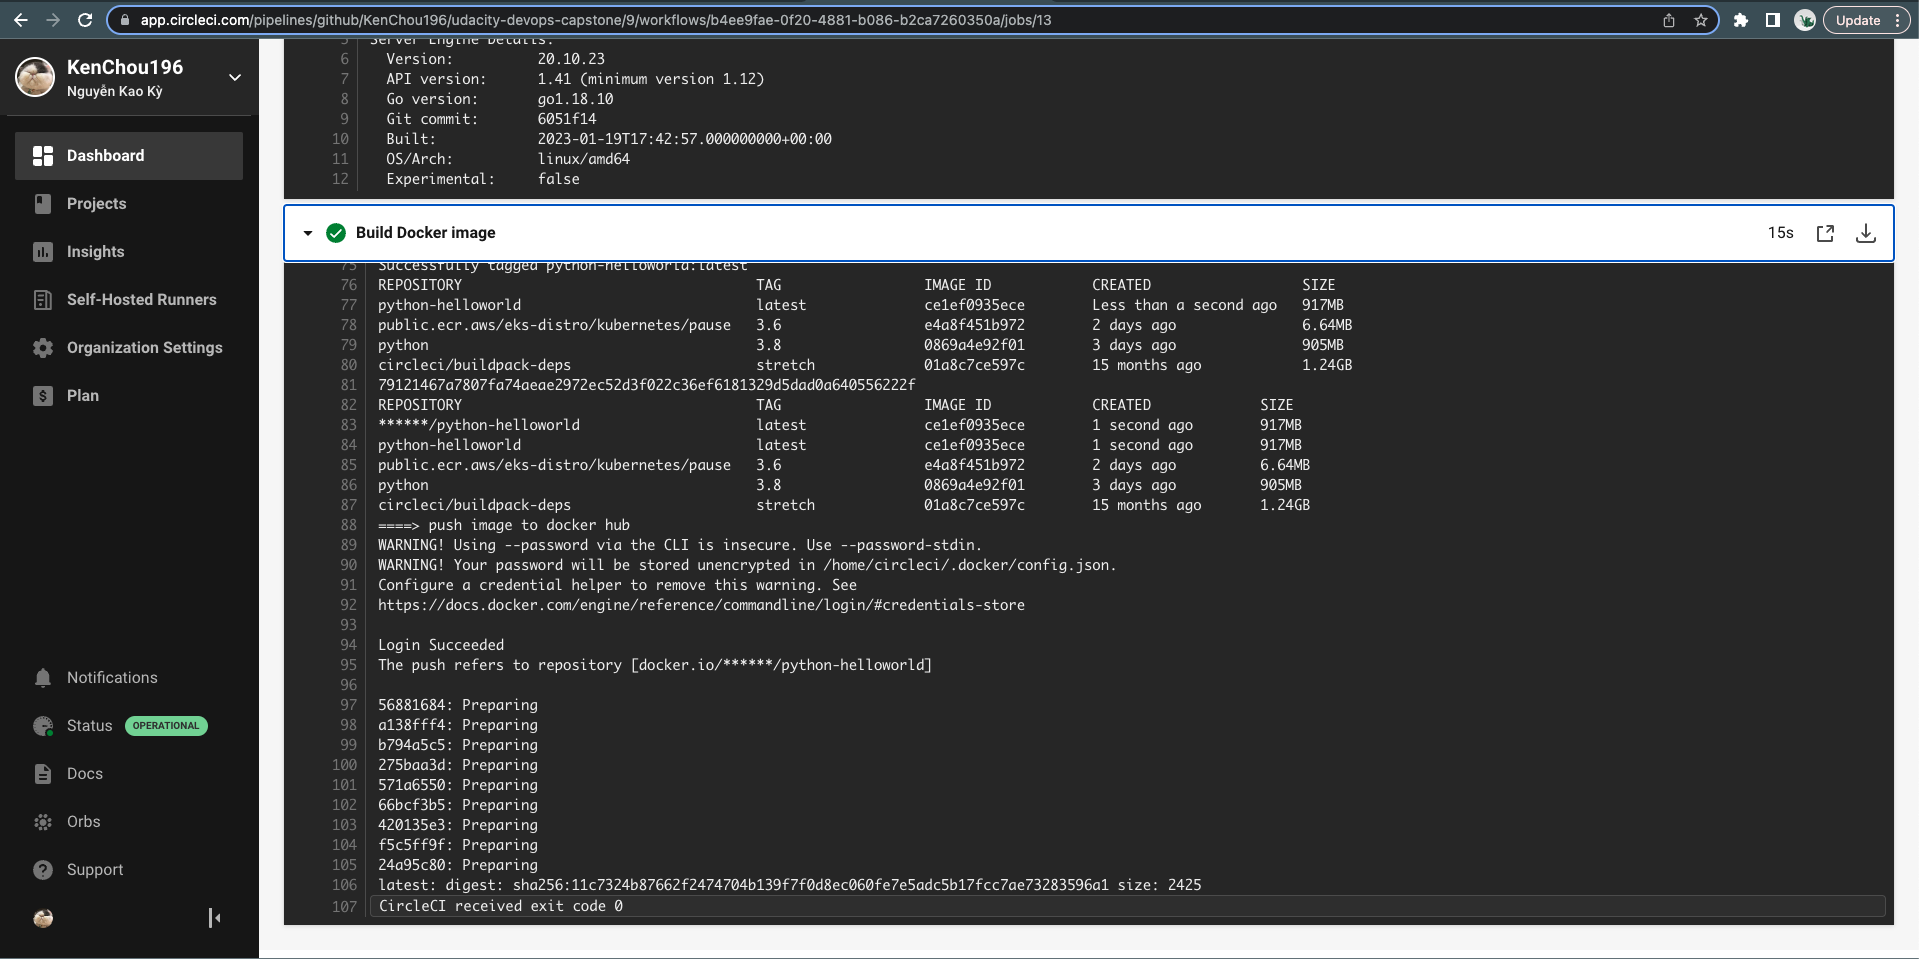 app.circleci.com/pipelines/github/KenChou196/udacity-devops-capstone/9/workflows/b4ee9fae-0f20-4881-b086-b2ca7260350a/jobs/13
Update
KenChou196
Nguyễn Kao Kỳ
Dashboard
Projects
Insights
Self-Hosted Runners
Organization Settings
Plan
Notifications
Status OPERATIONAL
Docs
Orbs
Support
5 Server Engine Details:
6 Version: 20.10.23
7 API version: 1.41 (minimum version 1.12)
8 Go version: go1.18.10
9 Git commit: 6051f14
10 Built: 2023-01-19T17:42:57.000000000+00:00
11 OS/Arch: linux/amd64
12 Experimental: false
Build Docker image 15s
75 Successfully tagged python-helloworld:latest
76 REPOSITORY TAG IMAGE ID CREATED SIZE
77 python-helloworld latest ce1ef0935ece Less than a second ago 917MB
78 public.ecr.aws/eks-distro/kubernetes/pause 3.6 e4a8f451b972 2 days ago 6.64MB
79 python 3.8 0869a4e92f01 3 days ago 905MB
80 circleci/buildpack-deps stretch 01a8c7ce597c 15 months ago 1.24GB
81 79121467a7807fa74aeae2972ec52d3f022c36ef6181329d5dad0a640556222f
82 REPOSITORY TAG IMAGE ID CREATED SIZE
83 ******/python-helloworld latest ce1ef0935ece 1 second ago 917MB
84 python-helloworld latest ce1ef0935ece 1 second ago 917MB
85 public.ecr.aws/eks-distro/kubernetes/pause 3.6 e4a8f451b972 2 days ago 6.64MB
86 python 3.8 0869a4e92f01 3 days ago 905MB
87 circleci/buildpack-deps stretch 01a8c7ce597c 15 months ago 1.24GB
88 ====> push image to docker hub
89 WARNING! Using --password via the CLI is insecure. Use --password-stdin.
90 WARNING! Your password will be stored unencrypted in /home/circleci/.docker/config.json.
91 Configure a credential helper to remove this warning. See
92 https://docs.docker.com/engine/reference/commandline/login/#credentials-store
93
94 Login Succeeded
95 The push refers to repository [docker.io/******/python-helloworld]
96
97 56881684: Preparing
98 a138fff4: Preparing
99 b794a5c5: Preparing
100 275baa3d: Preparing
101 571a6550: Preparing
102 66bcf3b5: Preparing
103 420135e3: Preparing
104 f5c5ff9f: Preparing
105 24a95c80: Preparing
106 latest: digest: sha256:11c7324b87662f2474704b139f7f0d8ec060fe7e5adc5b17fcc7ae73283596a1 size: 2425
107 CircleCI received exit code 0